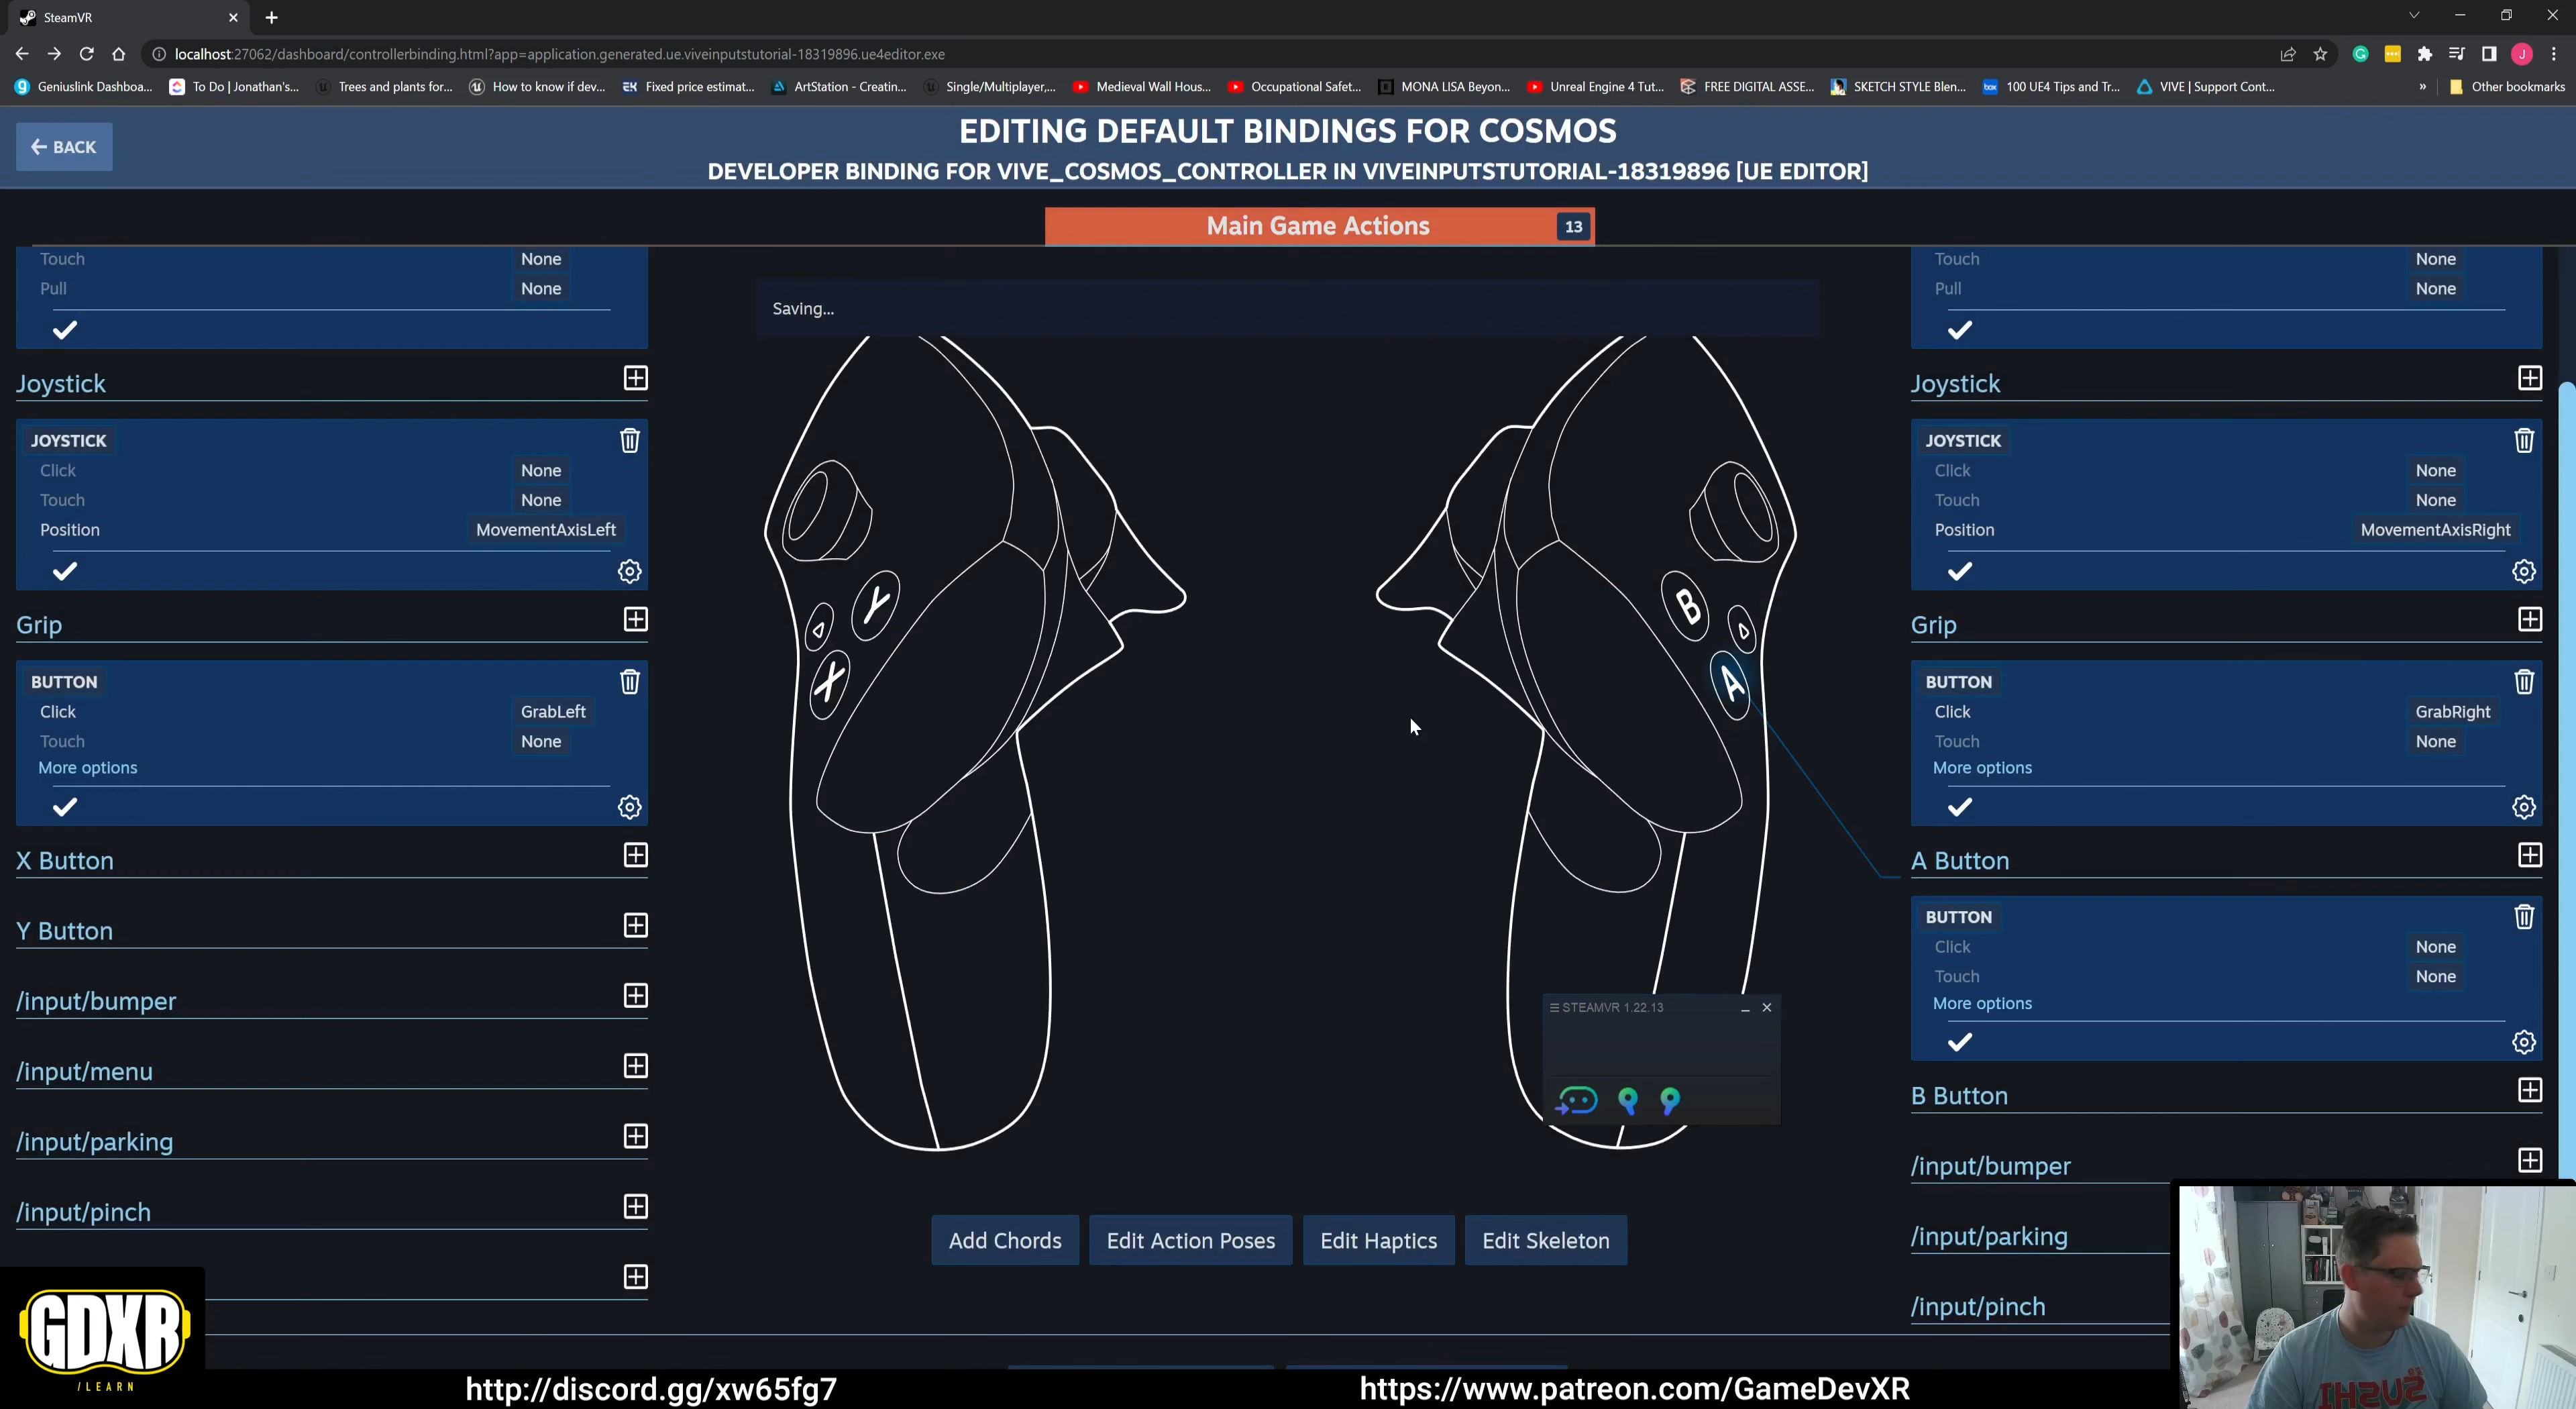 SteamVR
localhost:27062/dashboard/controllerbinding.html?app=application.generated.ue.viveinputstutorial-18319896.ue4editor.exe
J
Geniuslink Dashboa...
To Do | Jonathan's...
Trees and plants for...
How to know if dev...
Fixed price estimat...
ArtStation - Creatin...
Single/Multiplayer,...
Medieval Wall Hous...
Occupational Safet...
MONA LISA Beyon...
Unreal Engine 4 Tut...
FREE DIGITAL ASSE...
SKETCH STYLE Blen...
100 UE4 Tips and Tr...
VIVE | Support Cont...
»
Other bookmarks
BACK
EDITING DEFAULT BINDINGS FOR COSMOS
DEVELOPER BINDING FOR VIVE_COSMOS_CONTROLLER IN VIVEINPUTSTUTORIAL-18319896 [UE EDITOR]
Main Game Actions 13
Touch None
Pull None
Joystick
JOYSTICK
Click None
Touch None
Position MovementAxisLeft
Grip
BUTTON
Click GrabLeft
Touch None
More options
X Button
Y Button
/input/bumper
/input/menu
/input/parking
/input/pinch
Saving...
Y
X
B
A
STEAMVR 1.22.13
Add Chords
Edit Action Poses
Edit Haptics
Edit Skeleton
Touch None
Pull None
Joystick
JOYSTICK
Click None
Touch None
Position MovementAxisRight
Grip
BUTTON
Click GrabRight
Touch None
More options
A Button
BUTTON
Click None
Touch None
More options
B Button
/input/bumper
/input/parking
/input/pinch
GDXR
/LEARN
http://discord.gg/xw65fg7
https://www.patreon.com/GameDevXR
SUSHI